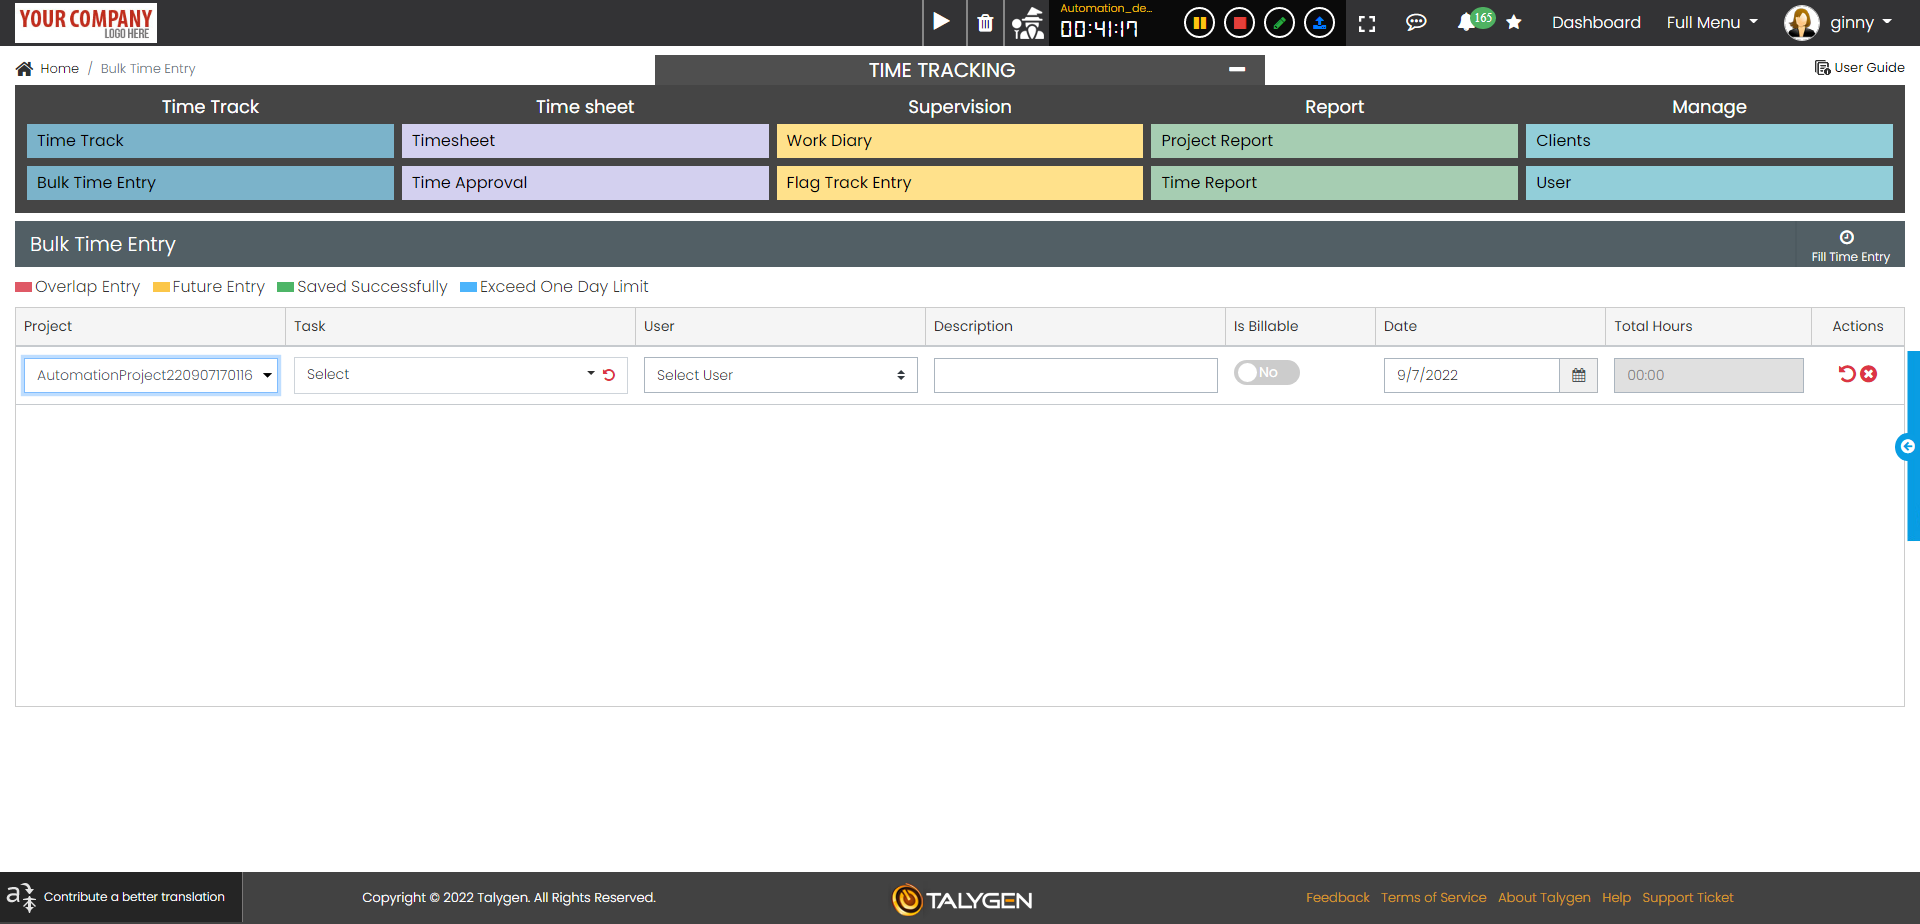 YOUR COMPANY
LOGO HERE
Automation_de...
00:41:17
165
Dashboard
Full Menu
ginny
Home / Bulk Time Entry
TIME TRACKING
User Guide
Time Track
Time sheet
Supervision
Report
Manage
Time Track
Timesheet
Work Diary
Project Report
Clients
Bulk Time Entry
Time Approval
Flag Track Entry
Time Report
User
Bulk Time Entry
Fill Time Entry
Overlap Entry
Future Entry
Saved Successfully
Exceed One Day Limit
Project
Task
User
Description
Is Billable
Date
Total Hours
Actions
AutomationProject220907170116
Select
Select User
No
9/7/2022
00:00
Contribute a better translation
Copyright © 2022 Talygen. All Rights Reserved.
TALYGEN
Feedback
Terms of Service
About Talygen
Help
Support Ticket